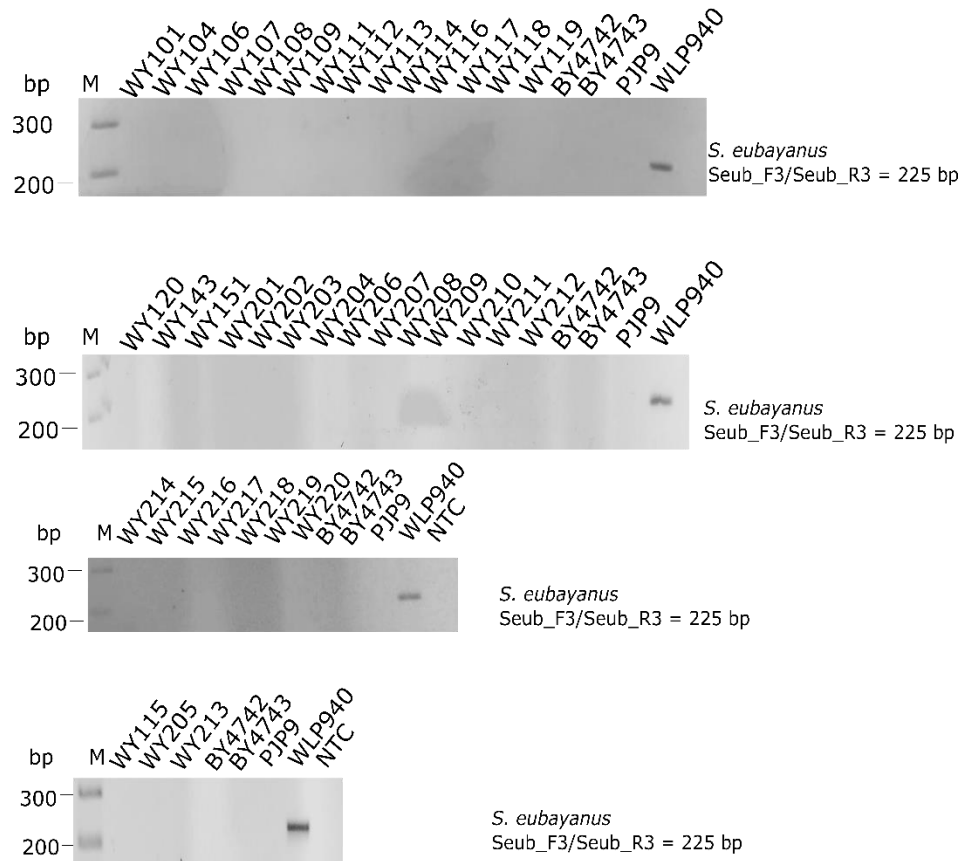 WY101 WY104 WY106 WY107 WY108 WY109 WY111 WY112 WY113 WY114 WY116 WY117 WY118 WY119 BY4742 BY4743 PJP9 WLP940
bp M
300
200
S. eubayanus
Seub_F3/Seub_R3 = 225 bp
WY120 WY143 WY151 WY201 WY202 WY203 WY204 WY206 WY207 WY208 WY209 WY210 WY211 WY212 BY4742 BY4743 PJP9 WLP940
bp M
300
200
S. eubayanus
Seub_F3/Seub_R3 = 225 bp
WY214 WY215 WY216 WY217 WY218 WY219 WY220 BY4742 BY4743 PJP9 WLP940 NTC
bp M
300
200
S. eubayanus
Seub_F3/Seub_R3 = 225 bp
WY115 WY205 WY213 BY4742 BY4743 PJP9 WLP940 NTC
bp M
300
200
S. eubayanus
Seub_F3/Seub_R3 = 225 bp